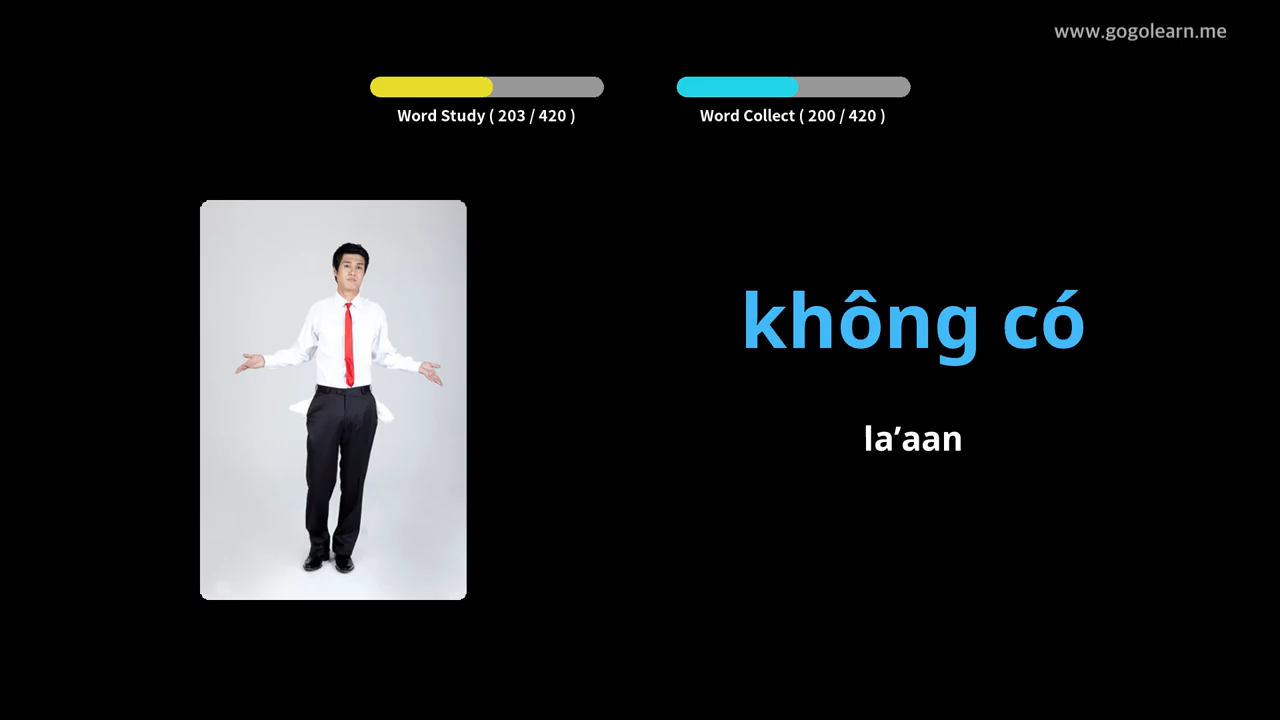 www.gogolearn.me
Word Study ( 203 / 420 )
Word Collect ( 200 / 420 )
không có
la’aan